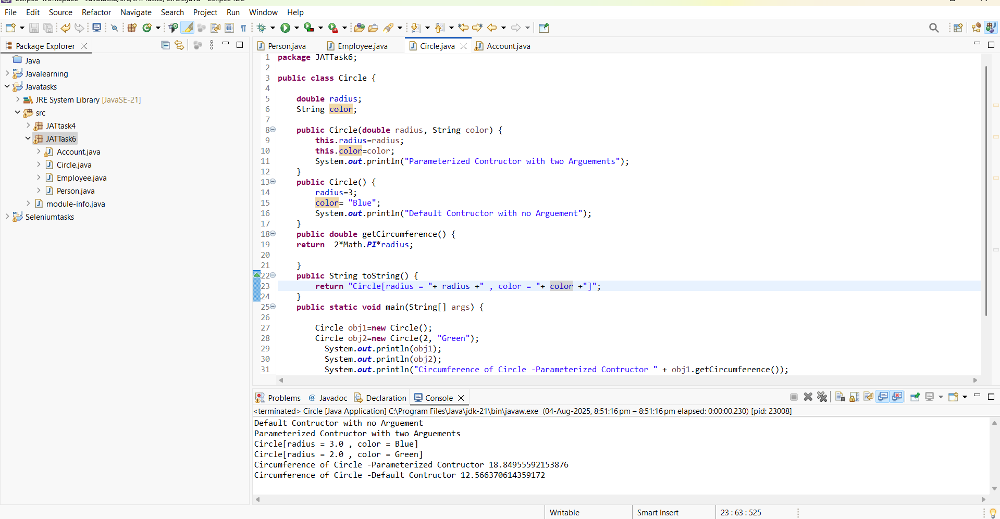 File Edit Source Refactor Navigate Search Project Run Window Help
Package Explorer
Java
Javalearning
Javatasks
JRE System Library [JavaSE-21]
src
JATtask4
JATTask6
Account.java
Circle.java
Employee.java
Person.java
module-info.java
Seleniumtasks
Person.java Employee.java Circle.java Account.java
1 package JATTask6;
2
3 public class Circle {
4
5 double radius;
6 String color;
7
8 public Circle(double radius, String color) {
9 this.radius=radius;
10 this.color=color;
11 System.out.println("Parameterized Contructor with two Arguements");
12 }
13 public Circle() {
14 radius=3;
15 color= "Blue";
16 System.out.println("Default Contructor with no Arguement");
17 }
18 public double getCircumference() {
19 return  2*Math.PI*radius;
20
21 }
22 public String toString() {
23 return "Circle[radius = "+ radius +" , color = "+ color +"]";
24 }
25 public static void main(String[] args) {
26
27 Circle obj1=new Circle();
28 Circle obj2=new Circle(2, "Green");
29 System.out.println(obj1);
30 System.out.println(obj2);
31 System.out.println("Circumference of Circle -Parameterized Contructor " + obj1.getCircumference());
Problems @ Javadoc Declaration Console
<terminated> Circle [Java Application] C:\Program Files\Java\jdk-21\bin\javaw.exe (04-Aug-2025, 8:51:16 pm – 8:51:16 pm elapsed: 0:00:00.230) [pid: 23008]
Default Contructor with no Arguement
Parameterized Contructor with two Arguements
Circle[radius = 3.0 , color = Blue]
Circle[radius = 2.0 , color = Green]
Circumference of Circle -Parameterized Contructor 18.84955592153876
Circumference of Circle -Default Contructor 12.566370614359172
Writable Smart Insert 23 : 63 : 525